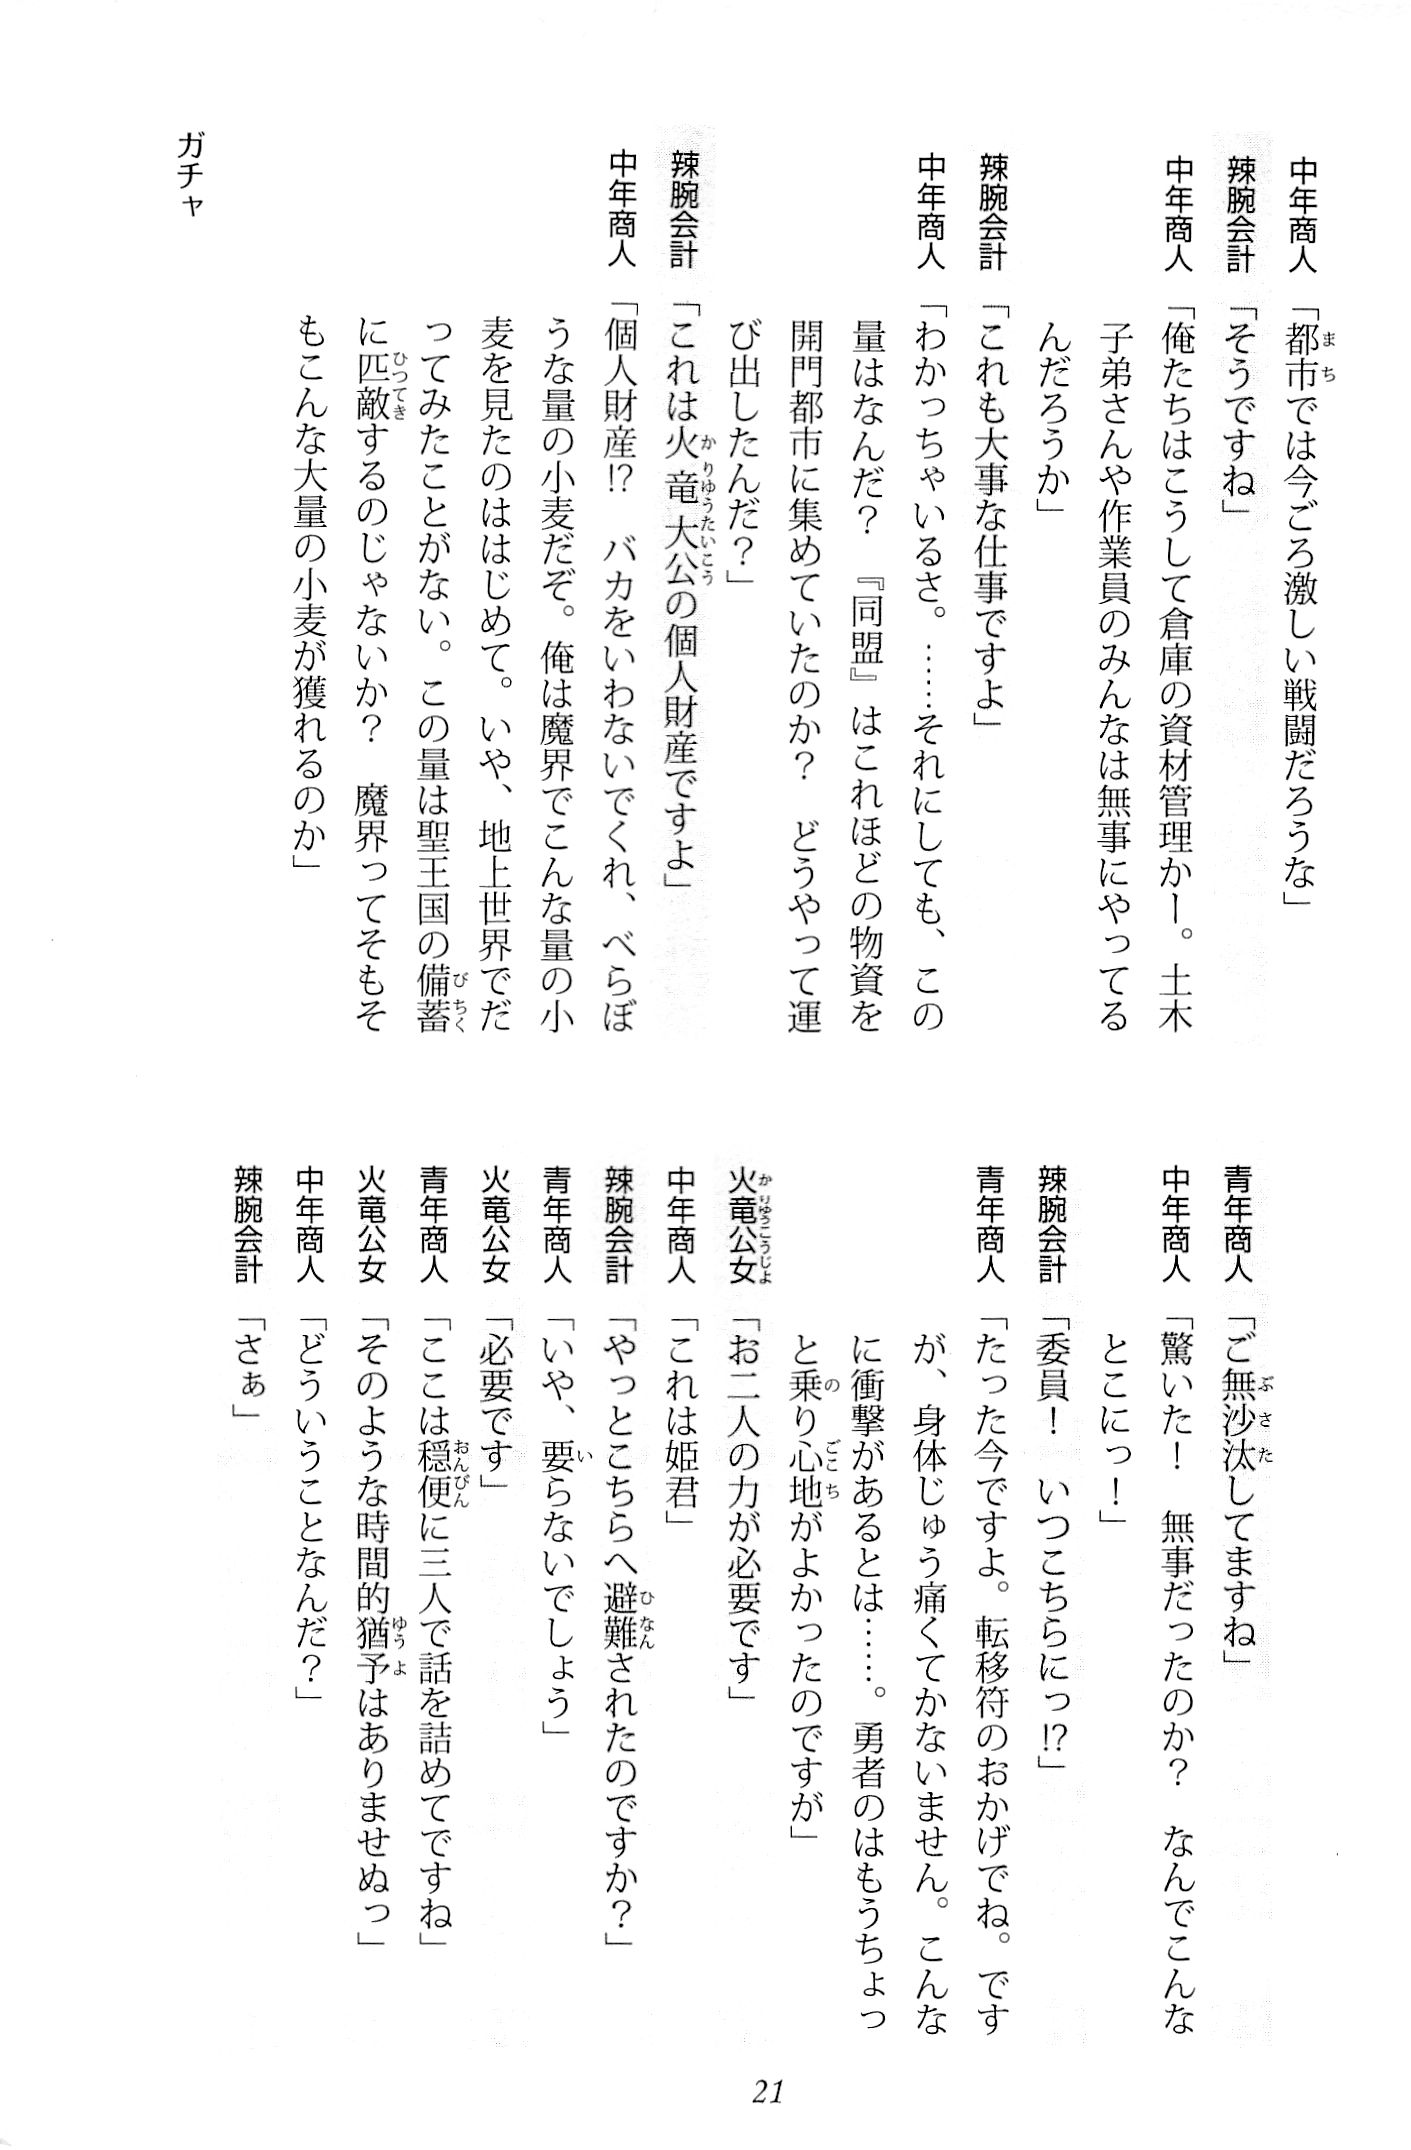 中年商人「都市では今ごろ激しい戦闘だろうな」
辣腕会計「そうですね」
中年商人「俺たちはこうして倉庫の資材管理かー。土木
子弟さんや作業員のみんなは無事にやってる
んだろうか」
辣腕会計「これも大事な仕事ですよ」
中年商人「わかっちゃいるさ。……それにしても、この
量はなんだ？　『同盟』はこれほどの物資を
開門都市に集めていたのか？　どうやって運
び出したんだ？」
辣腕会計「これは火竜大公の個人財産ですよ」
中年商人「個人財産!?　バカをいわないでくれ、べらぼ
うな量の小麦だぞ。俺は魔界でこんな量の小
麦を見たのははじめて。いや、地上世界でだ
ってみたことがない。この量は聖王国の備蓄
に匹敵するのじゃないか？　魔界ってそもそ
もこんな大量の小麦が獲れるのか」
ガチャ
青年商人「ご無沙汰してますね」
中年商人「驚いた！　無事だったのか？　なんでこんな
とこにっ！」
辣腕会計「委員！　いつこちらにっ!?」
青年商人「たった今ですよ。転移符のおかげでね。です
が、身体じゅう痛くてかないません。こんな
に衝撃があるとは……。勇者のはもうちょっ
と乗り心地がよかったのですが」
火竜公女「お二人の力が必要です」
中年商人「これは姫君」
辣腕会計「やっとこちらへ避難されたのですか？」
青年商人「いや、要らないでしょう」
火竜公女「必要です」
青年商人「ここは穏便に三人で話を詰めてですね」
火竜公女「そのような時間的猶予はありませぬっ」
中年商人「どういうことなんだ？」
辣腕会計「さぁ」
21